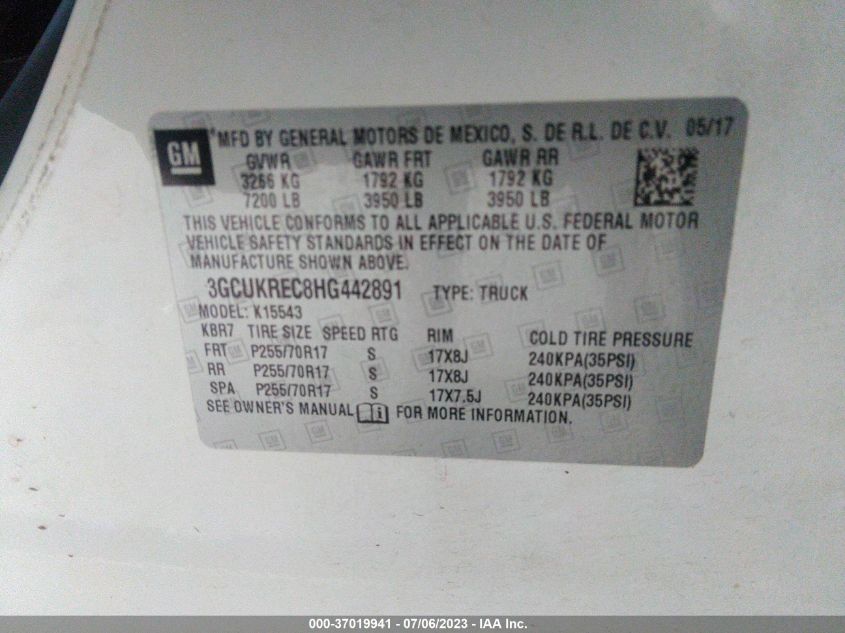 GM MFD BY GENERAL MOTORS DE MEXICO, S. DE R.L. DE C.V. 05/17
GVWR GAWR FRT GAWR RR
3266 KG 1792 KG 1792 KG
7200 LB 3950 LB 3950 LB
THIS VEHICLE CONFORMS TO ALL APPLICABLE U.S. FEDERAL MOTOR
VEHICLE SAFETY STANDARDS IN EFFECT ON THE DATE OF
MANUFACTURE SHOWN ABOVE.
3GCUKREC8HG442891 TYPE: TRUCK
MODEL: K15543
KBR7 TIRE SIZE SPEED RTG RIM COLD TIRE PRESSURE
FRT P255/70R17 S 17X8J 240KPA(35PSI)
RR P255/70R17 S 17X8J 240KPA(35PSI)
SPA P255/70R17 S 17X7.5J 240KPA(35PSI)
SEE OWNER'S MANUAL FOR MORE INFORMATION.
000-37019941 - 07/06/2023 - IAA Inc.